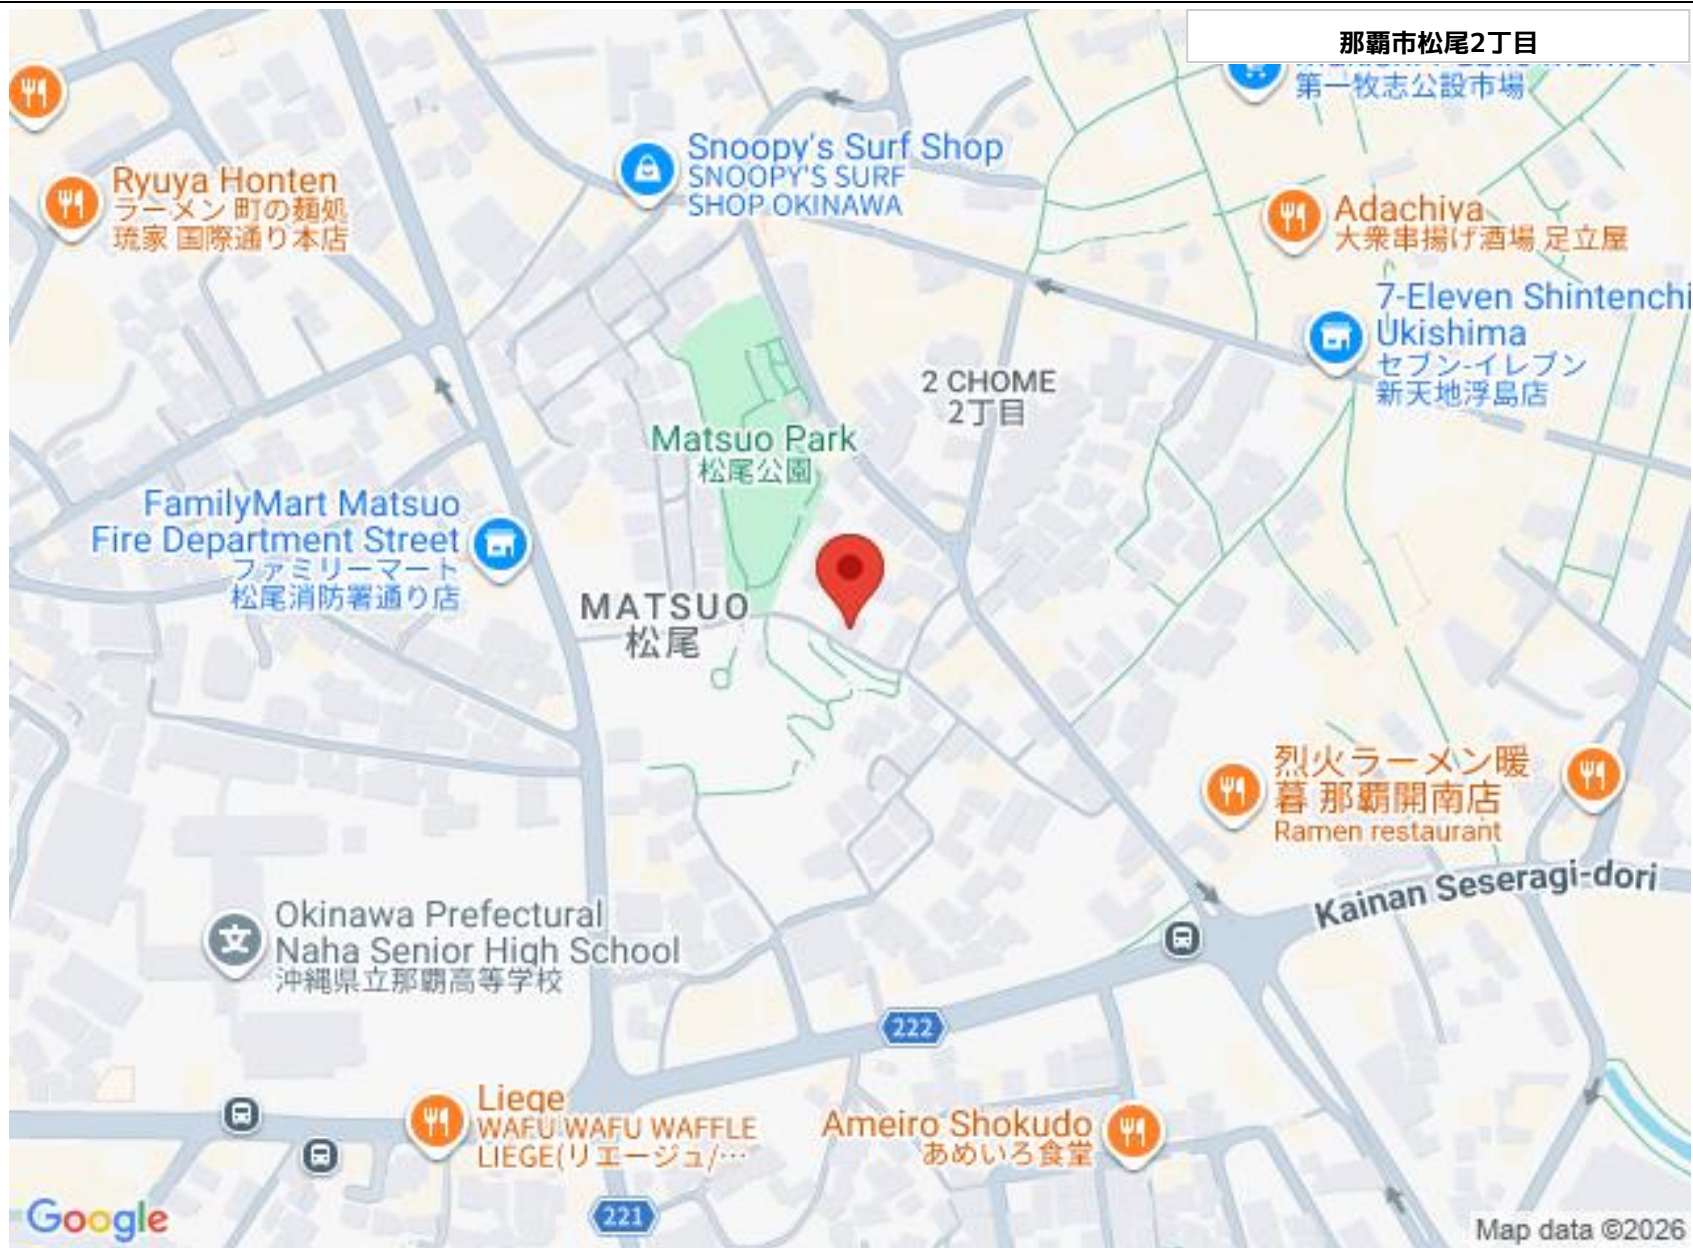 那覇市松尾2丁目
第一牧志公設市場
Snoopy's Surf Shop
SNOOPY'S SURF
SHOP OKINAWA
Ryuya Honten
ラーメン 町の麺処
琉家 国際通り本店
Adachiya
大衆串揚げ酒場 足立屋
7-Eleven Shintenchi
Ukishima
セブン-イレブン
新天地浮島店
2 CHOME
2丁目
Matsuo Park
松尾公園
FamilyMart Matsuo
Fire Department Street
ファミリーマート
松尾消防署通り店
MATSUO
松尾
烈火ラーメン暖
暮 那覇開南店
Ramen restaurant
Kainan Seseragi-dori
Okinawa Prefectural
Naha Senior High School
沖縄県立那覇高等学校
222
Liege
WAFU WAFU WAFFLE
LIEGE(リエージュ/…
Ameiro Shokudo
あめいろ食堂
221
Google
Map data ©2026